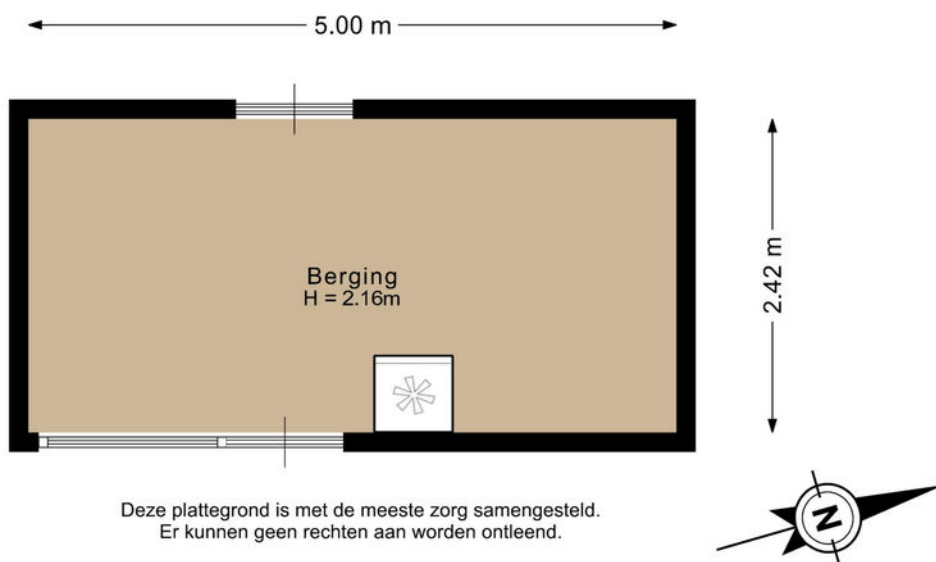 5.00 m
2.42 m
Berging
H = 2.16m
Deze plattegrond is met de meeste zorg samengesteld.
Er kunnen geen rechten aan worden ontleend.
N